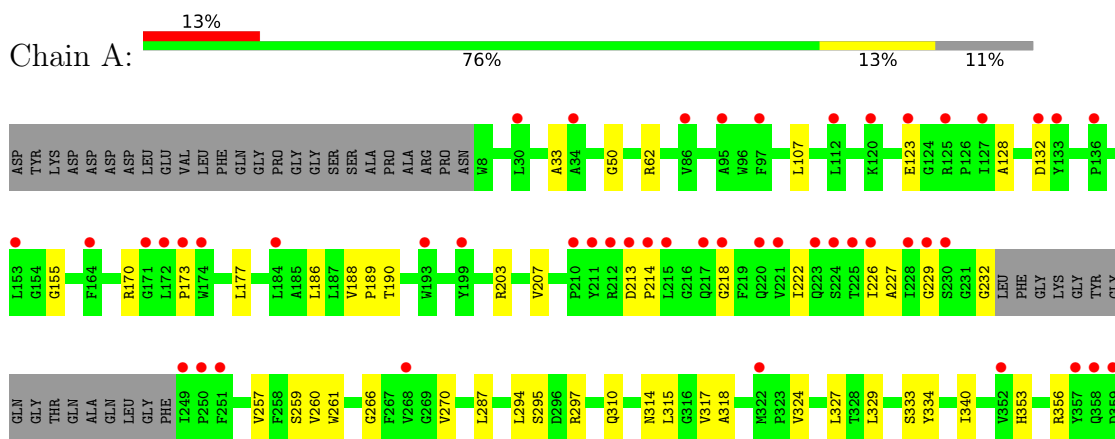 13%
Chain A:
76% 13% 11%
ASP TYR LYS ASP ASP ASP ASP LEU GLU VAL LEU PHE GLN GLY PRO GLY GLY SER SER ALA PRO ALA ARG PRO ASN W8 L30 A33 A34 G50 R62 V86 A95 W96 F97 L107 L112 K120 E123 G124 R125 P126 I127 A128 D132 Y133 P136
L153 G154 G155 F164 R170 G171 L172 P173 W174 L177 L184 A185 L186 L187 V188 P189 T190 W193 Y199 R203 V207 P210 Y211 R212 D213 P214 L215 G216 Q217 G218 F219 Q220 V221 I222 Q223 S224 T225 I226 A227 I228 G229 S230 G231 G232 LEU PHE GLY LYS GLY TYR GLY
GLN GLY THR GLN ALA GLN LEU GLY PHE I249 P250 F251 V257 F258 S259 V260 W261 G266 F267 V268 G269 V270 L287 L294 S295 D296 R297 Q310 N314 L315 G316 V317 A318 M322 P323 V324 L327 T328 L329 S333 Y334 I340 V352 H353 R356 Y357 Q358